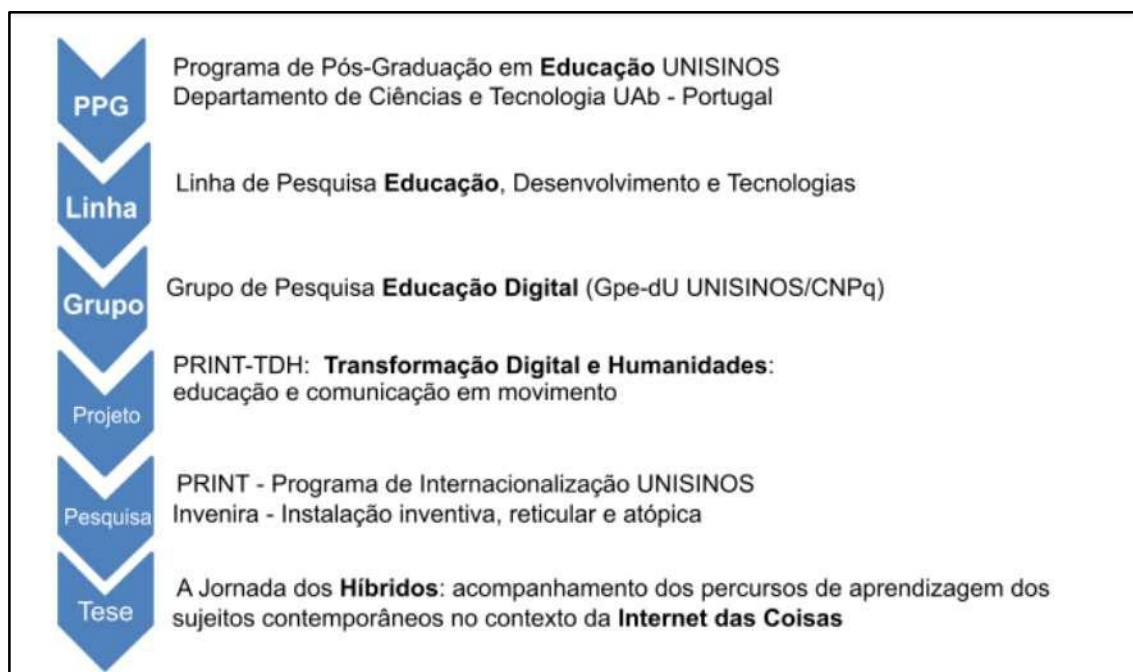 PPG
Programa de Pós-Graduação em Educação UNISINOS
Departamento de Ciências e Tecnologia UAb - Portugal
Linha
Linha de Pesquisa Educação, Desenvolvimento e Tecnologias
Grupo
Grupo de Pesquisa Educação Digital (Gpe-dU UNISINOS/CNPq)
Projeto
PRINT-TDH: Transformação Digital e Humanidades:
educação e comunicação em movimento
Pesquisa
PRINT - Programa de Internacionalização UNISINOS
Invenira - Instalação inventiva, reticular e atópica
Tese
A Jornada dos Híbridos: acompanhamento dos percursos de aprendizagem dos
sujeitos contemporâneos no contexto da Internet das Coisas